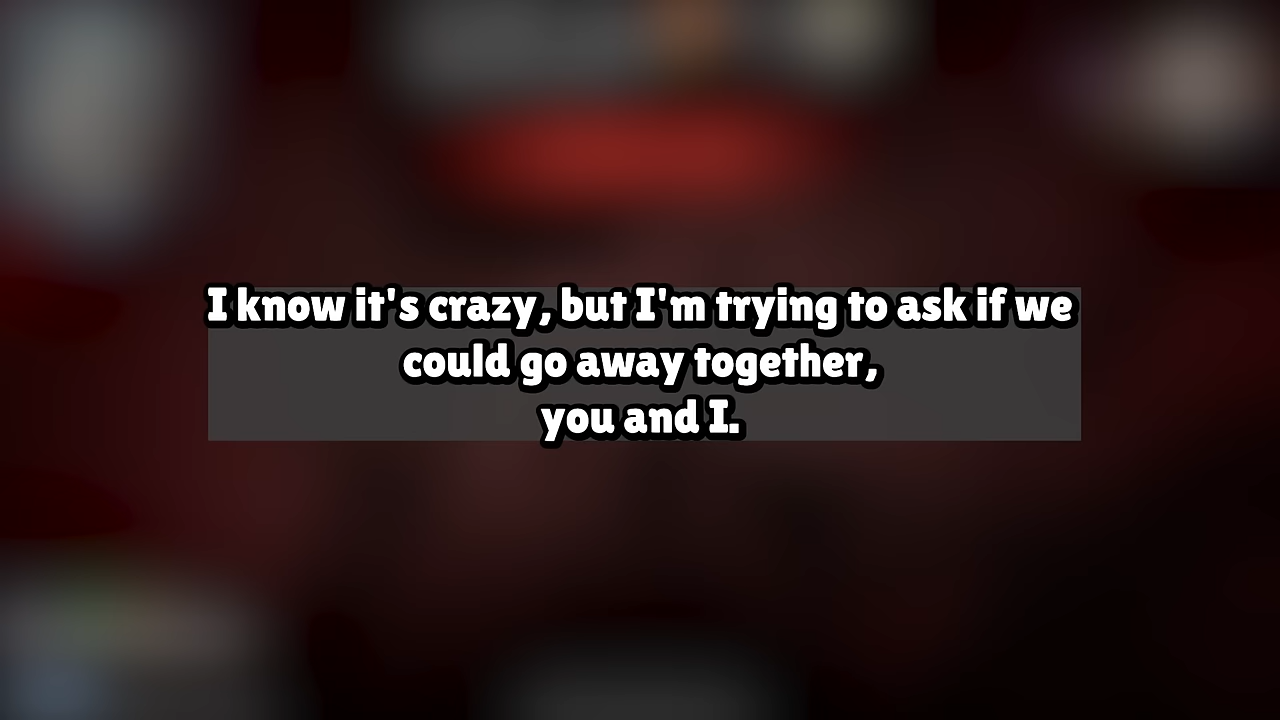 I know it's crazy, but I'm trying to ask if we
could go away together,
you and I.